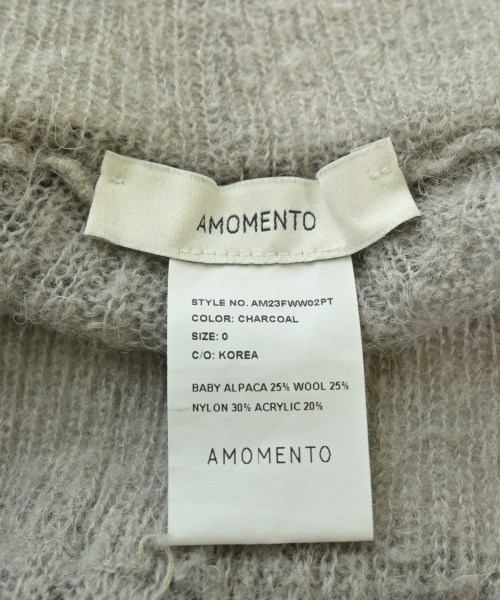 AMOMENTO
STYLE NO. AM23FWW02PT
COLOR: CHARCOAL
SIZE: 0
C/O: KOREA
BABY ALPACA 25% WOOL 25%
NYLON 30% ACRYLIC 20%
AMOMENTO